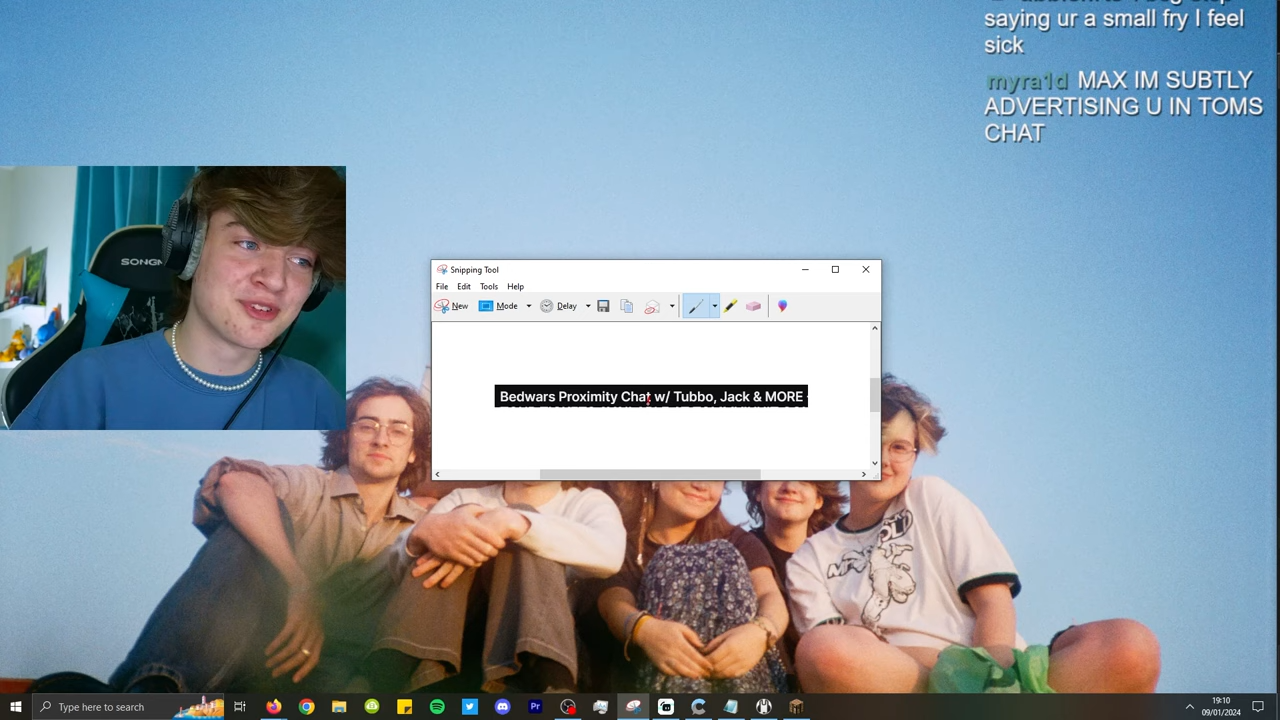 saying ur a small fry I feel
sick
myra1d MAX IM SUBTLY
ADVERTISING U IN TOMS
CHAT
SONGM
Snipping Tool
File Edit Tools Help
New Mode Delay
Bedwars Proximity Chat w/ Tubbo, Jack & MORE
Type here to search
19:10
09/01/2024